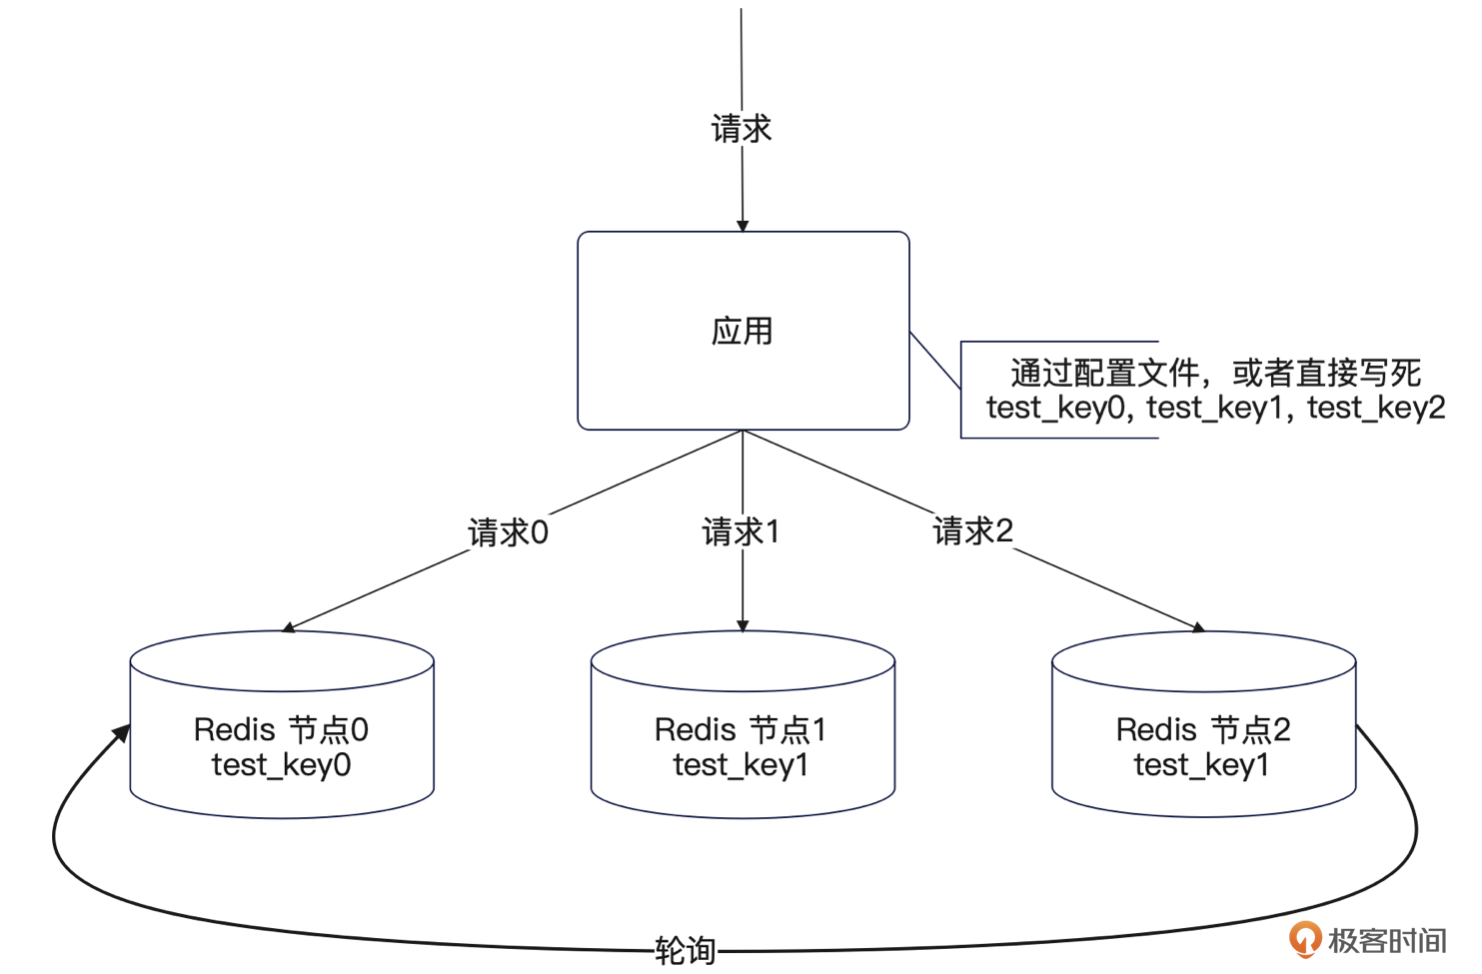 请求
应用
通过配置文件，或者直接写死
test_key0, test_key1, test_key2
请求0
请求1
请求2
Redis 节点0
test_key0
Redis 节点1
test_key1
Redis 节点2
test_key1
轮询
极客时间